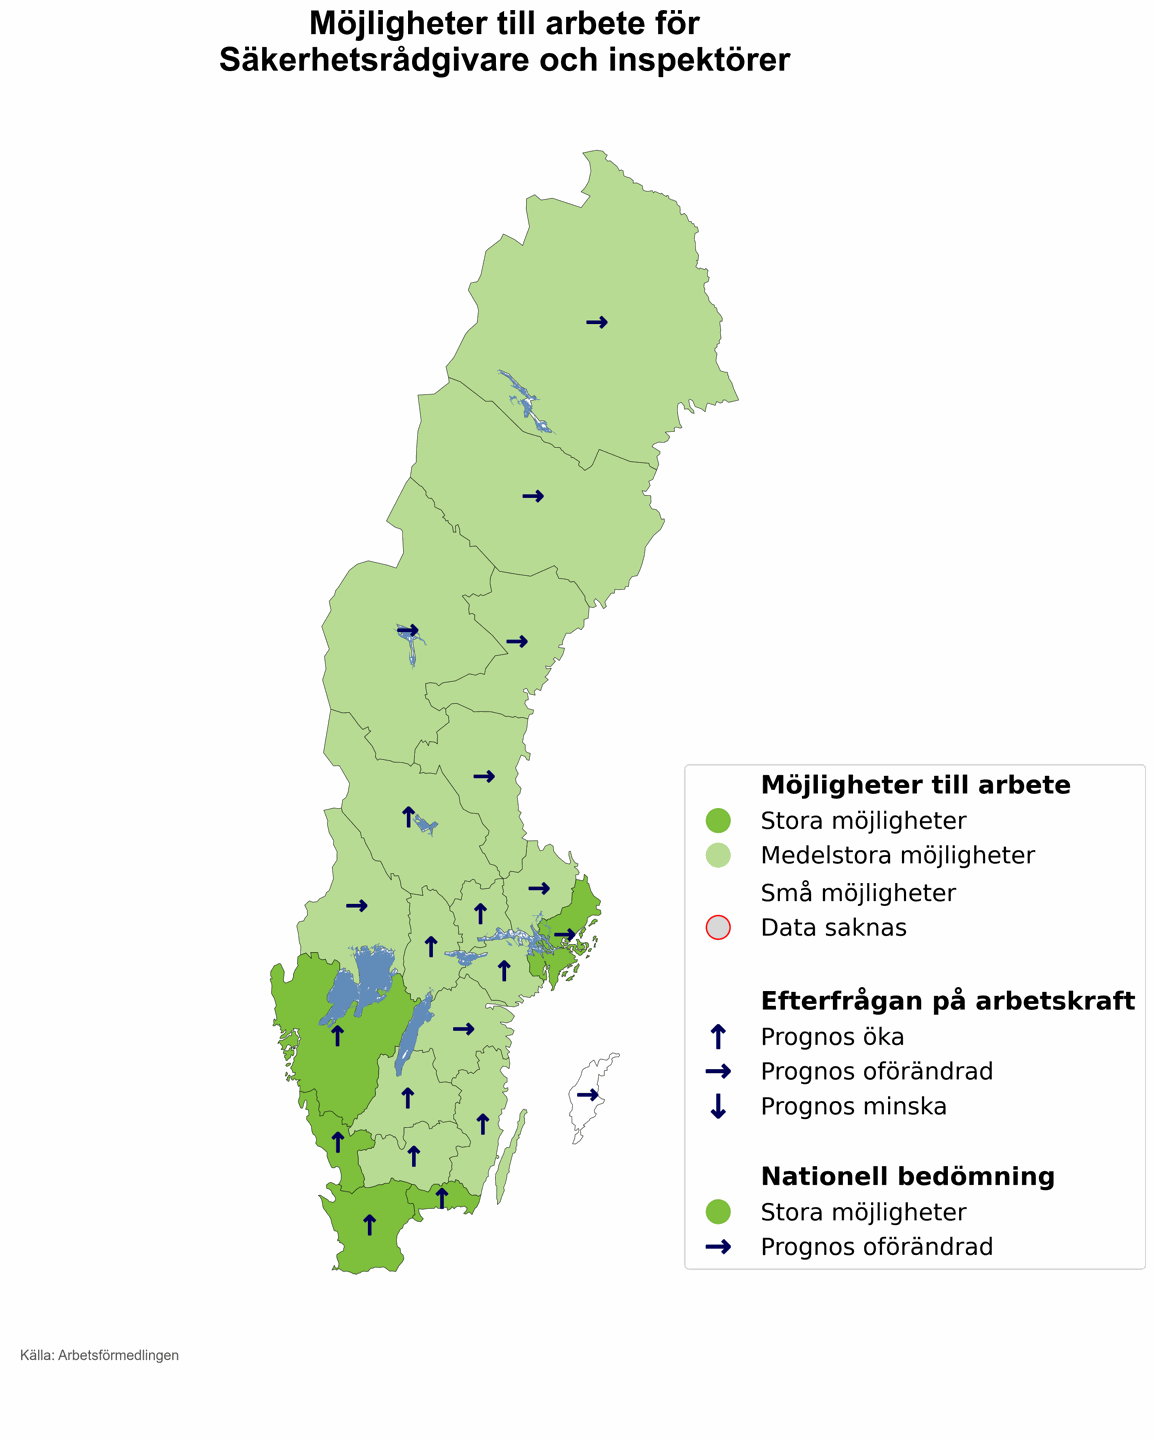 Möjligheter till arbete för
Säkerhetsrådgivare och inspektörer
Möjligheter till arbete
Stora möjligheter
Medelstora möjligheter
Små möjligheter
Data saknas
Efterfrågan på arbetskraft
Prognos öka
Prognos oförändrad
Prognos minska
Nationell bedömning
Stora möjligheter
Prognos oförändrad
Källa: Arbetsförmedlingen